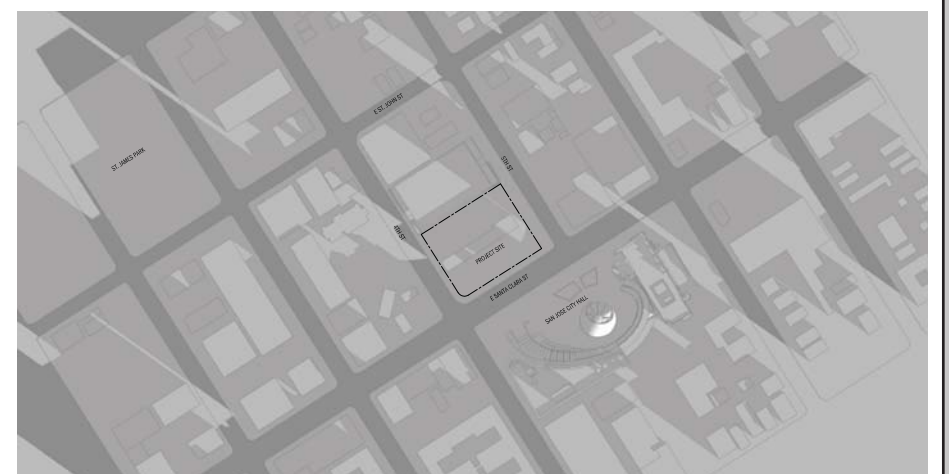 E ST. JOHN ST
ST. JAMES PARK
5TH ST
4TH ST
PROJECT SITE
E SANTA CLARA ST
SAN JOSE CITY HALL